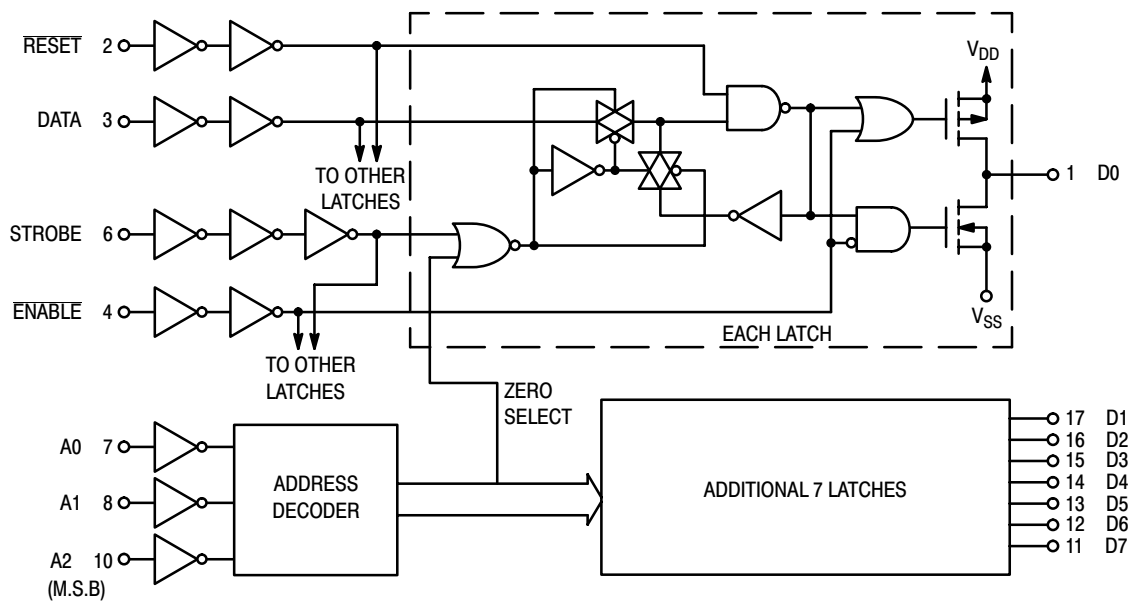 RESET 2
DATA 3
TO OTHER
LATCHES
STROBE 6
ENABLE 4
TO OTHER
LATCHES
VDD
1 D0
VSS
EACH LATCH
ZERO
SELECT
A0 7
A1 8
A2 10
(M.S.B)
ADDRESS
DECODER
ADDITIONAL 7 LATCHES
17 D1
16 D2
15 D3
14 D4
13 D5
12 D6
11 D7